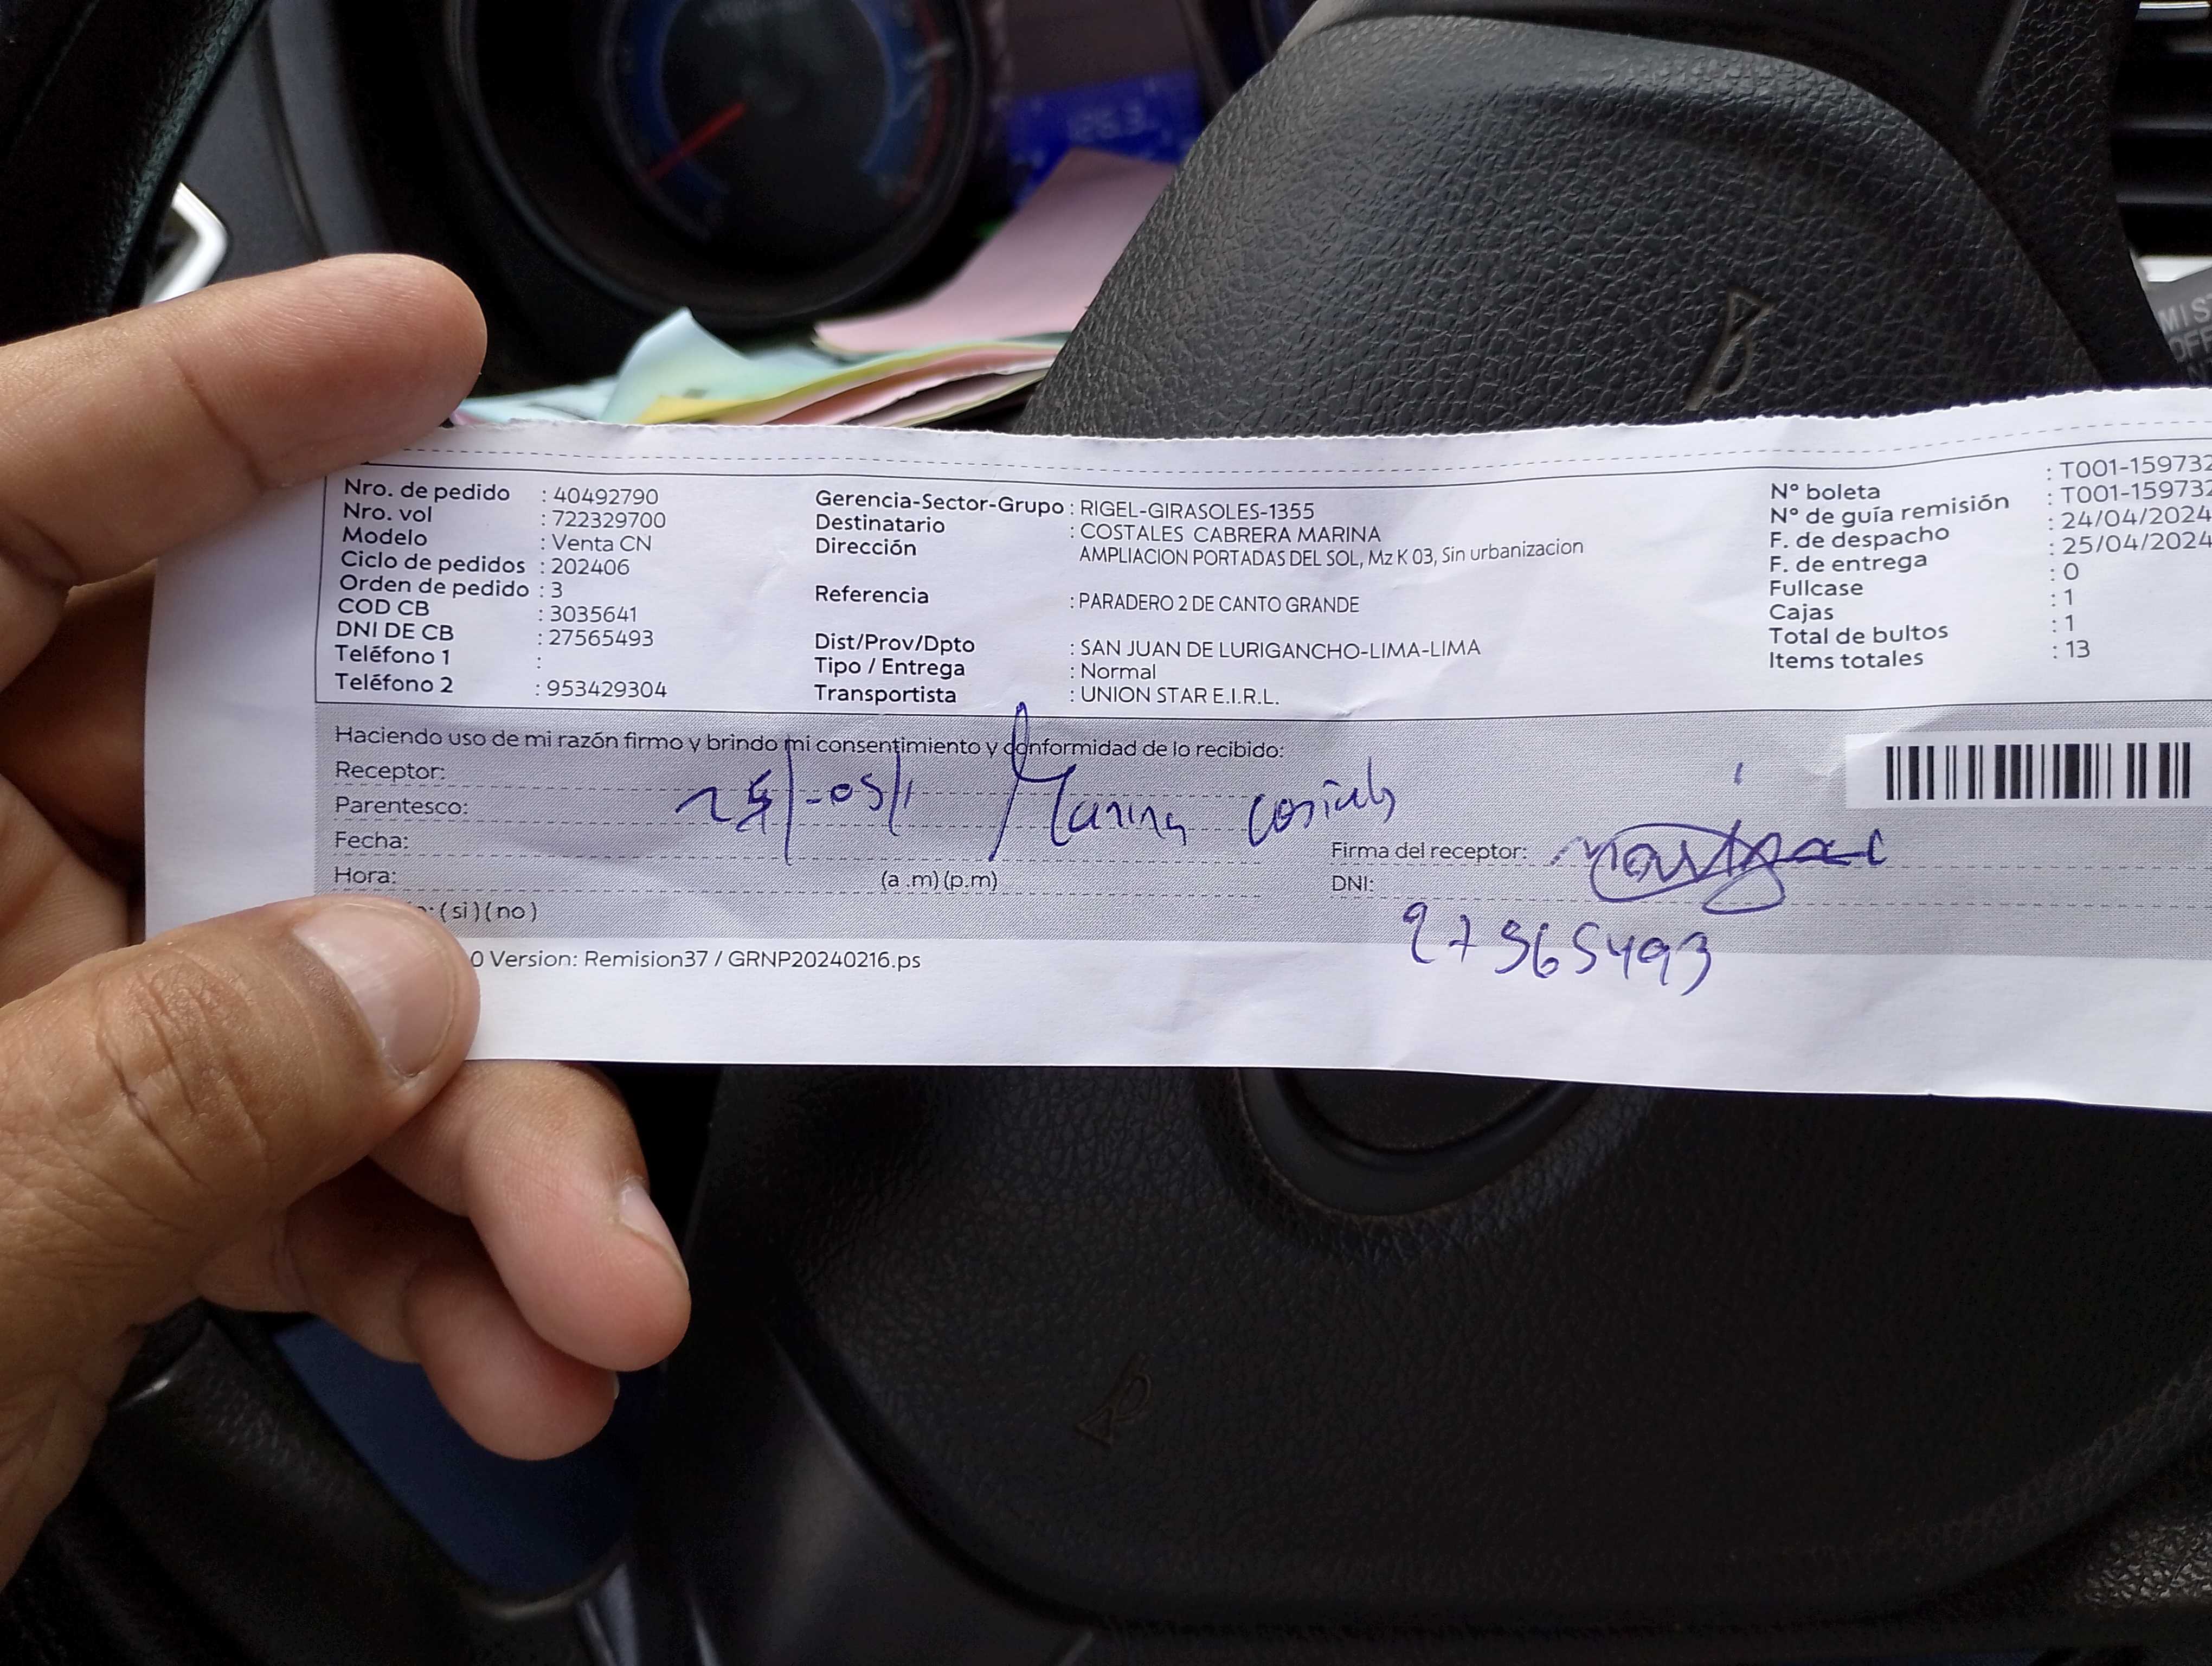 Nro. de pedido : 40492790
Nro. vol : 722329700
Modelo : Venta CN
Ciclo de pedidos : 202406
Orden de pedido : 3
COD CB : 3035641
DNI DE CB : 27565493
Teléfono 1 :
Teléfono 2 : 953429304
Gerencia-Sector-Grupo : RIGEL-GIRASOLES-1355
Destinatario : COSTALES CABRERA MARINA
Dirección AMPLIACION PORTADAS DEL SOL, Mz K 03, Sin urbanizacion
Referencia : PARADERO 2 DE CANTO GRANDE
Dist/Prov/Dpto : SAN JUAN DE LURIGANCHO-LIMA-LIMA
Tipo / Entrega : Normal
Transportista : UNION STAR E.I.R.L.
N° boleta : T001-159732
N° de guía remisión : T001-159732
F. de despacho : 24/04/2024
F. de entrega : 25/04/2024
Fullcase : 0
Cajas : 1
Total de bultos : 1
Items totales : 13
Haciendo uso de mi razón firmo y brindo mi consentimiento y conformidad de lo recibido:
Receptor:
Parentesco:
Marina
Fecha:
Hora: (a .m) (p.m)
Firma del receptor:
DNI:
27565493
: ( si ) ( no )
0 Version: Remision37 / GRNP20240216.ps